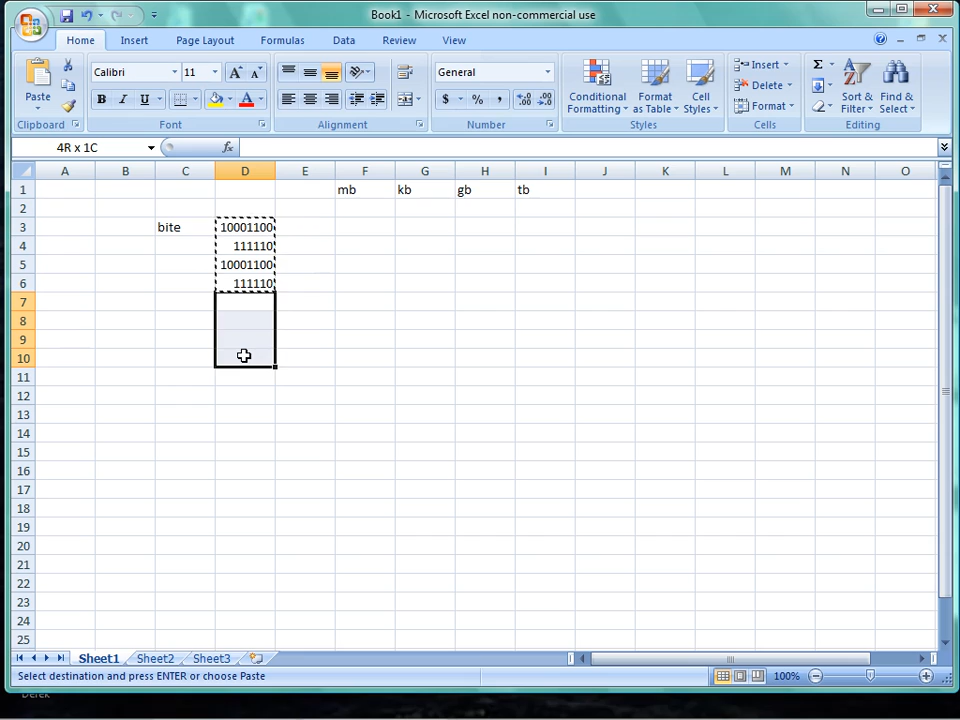 Book1 - Microsoft Excel non-commercial use
Home Insert Page Layout Formulas Data Review View
Paste
Calibri 11
B I U A
General
$ % ,
Conditional Formatting
Format as Table
Cell Styles
Insert
Delete
Format
Σ
Sort & Filter
Find & Select
Clipboard Font Alignment Number Styles Cells Editing
4R x 1C fx
A B C D E F G H I J K L M N O
1 mb kb gb tb
2
3 bite 10001100
4 111110
5 10001100
6 111110
7
8
9
10
11
12
13
14
15
16
17
18
19
20
21
22
23
24
25
Sheet1 Sheet2 Sheet3
Select destination and press ENTER or choose Paste 100%
Derek